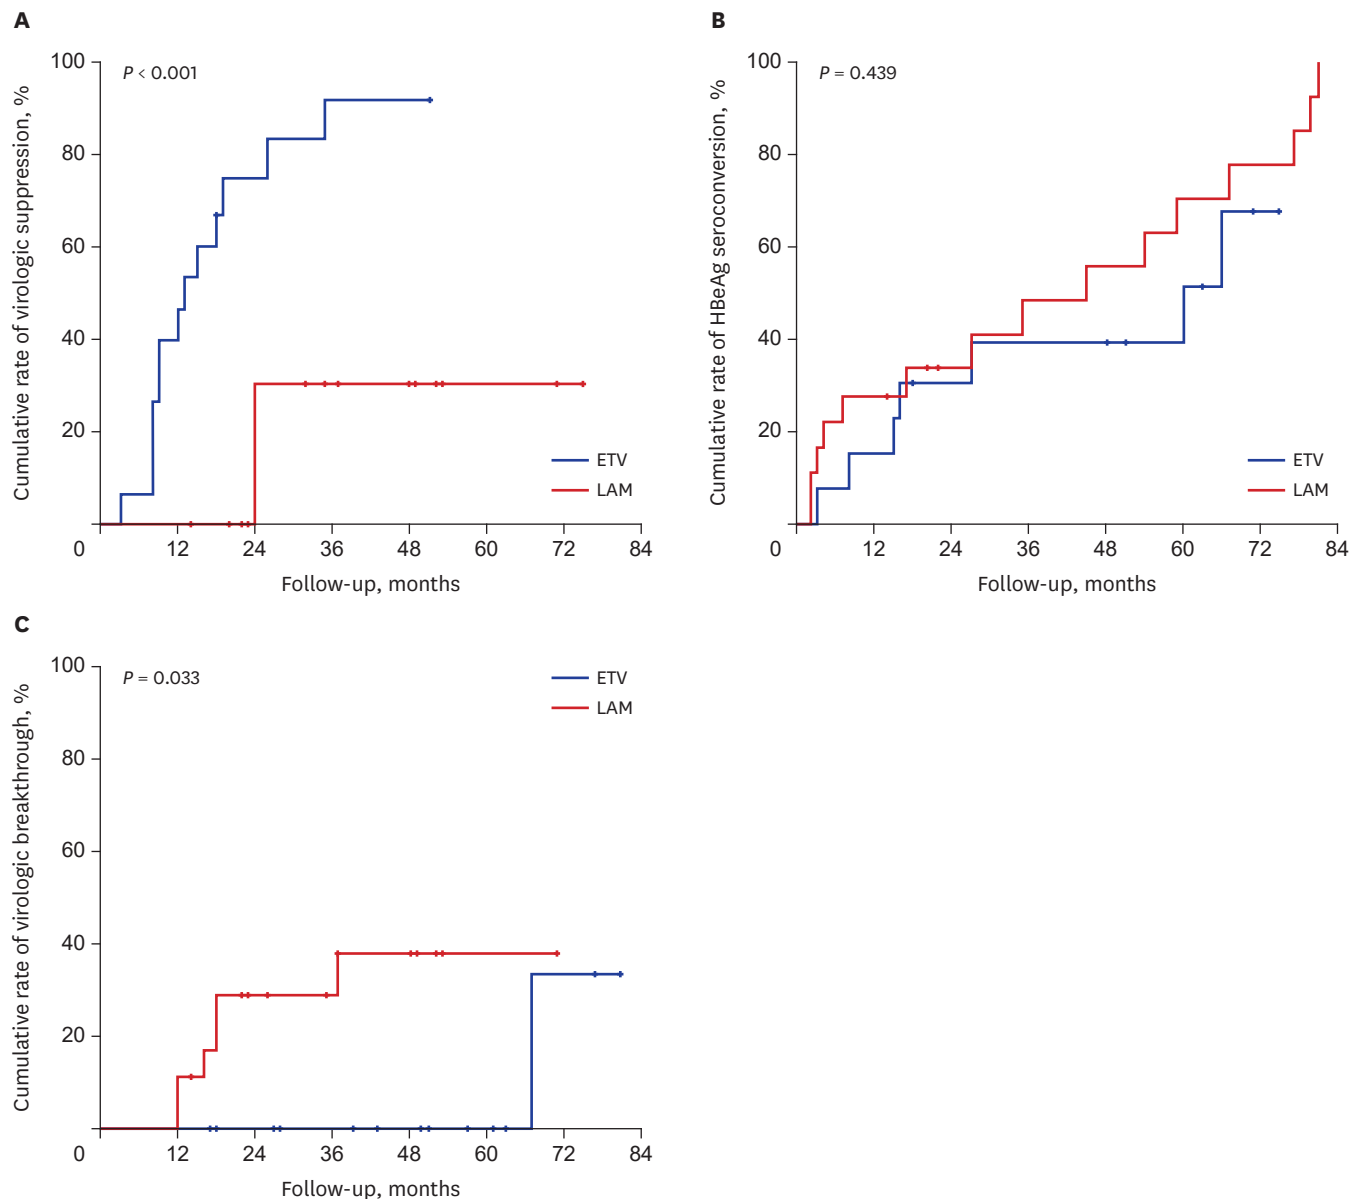 A
Cumulative rate of virologic suppression, %
P < 0.001
100
80
60
40
20
0
12 24 36 48 60 72 84
Follow-up, months
ETV
LAM
B
Cumulative rate of HBeAg seroconversion, %
P = 0.439
100
80
60
40
20
0
12 24 36 48 60 72 84
Follow-up, months
ETV
LAM
C
Cumulative rate of virologic breakthrough, %
P = 0.033
100
80
60
40
20
0
12 24 36 48 60 72 84
Follow-up, months
ETV
LAM